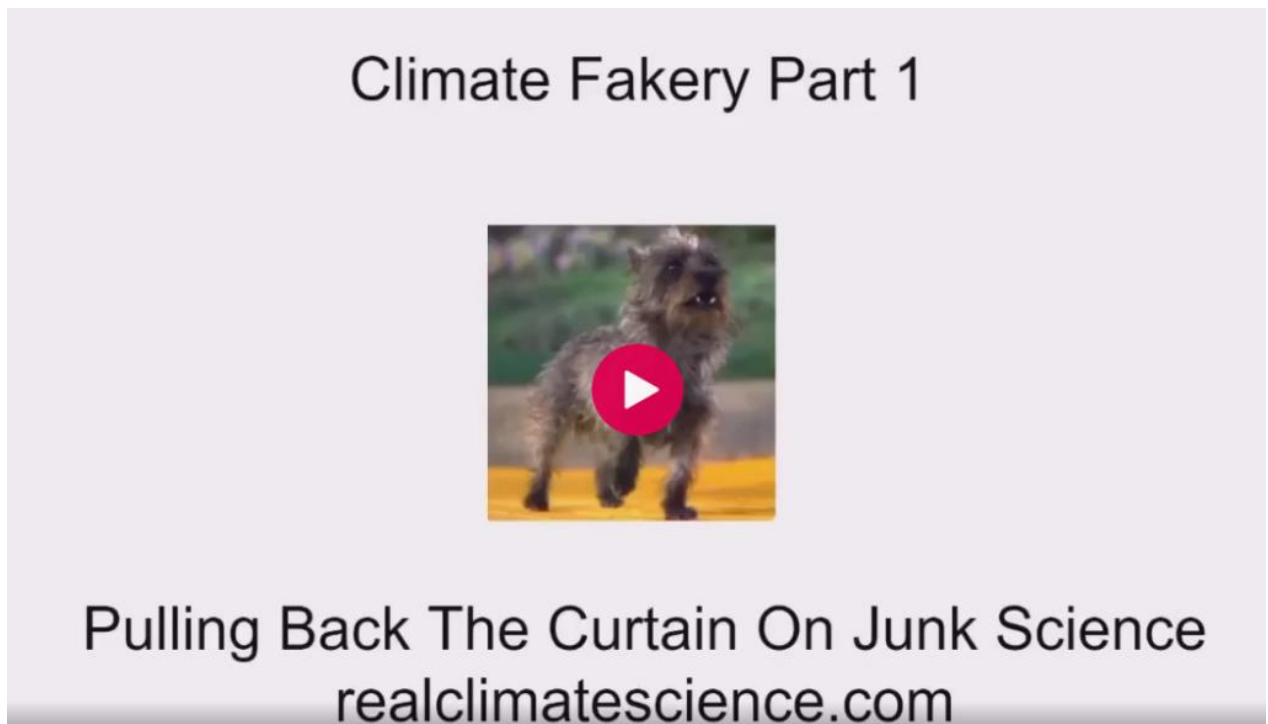 Climate Fakery Part 1
Pulling Back The Curtain On Junk Science
realclimatescience.com